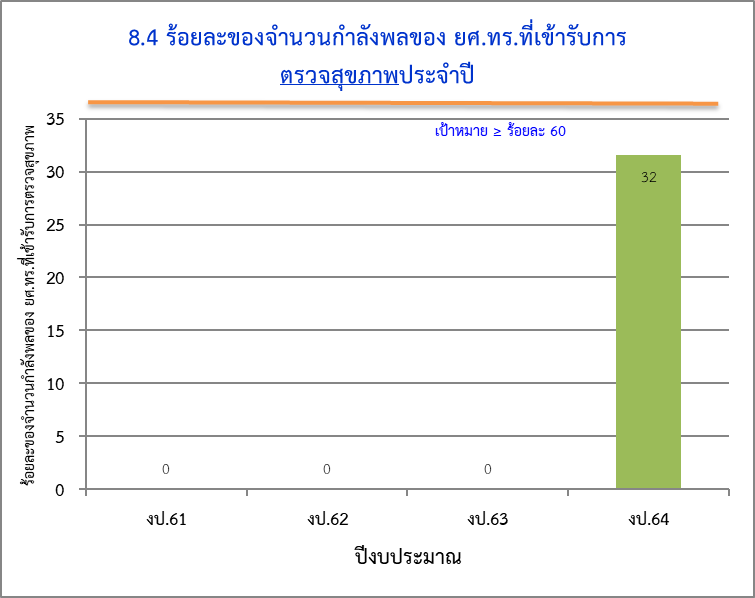 8.4 ร้อยละของจำนวนกำลังพลของ ยศ.ทร.ที่เข้ารับการ
ตรวจสุขภาพประจำปี
เป้าหมาย ≥ ร้อยละ 60
ร้อยละของจำนวนกำลังพลของ ยศ.ทร.ที่เข้ารับการตรวจสุขภาพ
35
30
25
20
15
10
5
0
0
0
0
32
งป.61
งป.62
งป.63
งป.64
ปีงบประมาณ